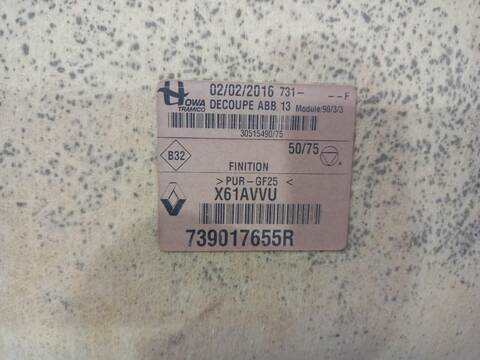 HOWA
TRAMICO
02/02/2016 731- --F
DECOUPE ABB 13 Module:98/3/3
30515490/75
B32
50/75
FINITION
>PUR-GF25<
X61AVVU
739017655R